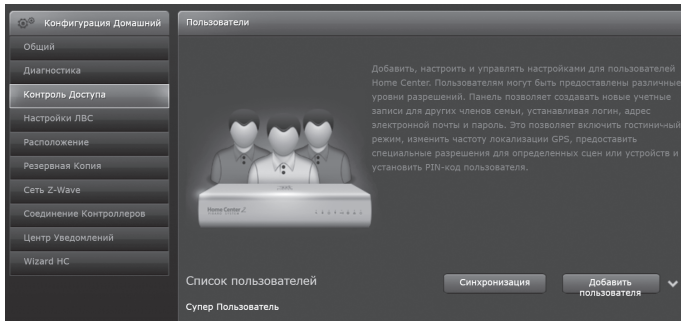 Конфигурация Домашний
Общий
Диагностика
Контроль Доступа
Настройки ЛВС
Расположение
Резервная Копия
Сеть Z-Wave
Соединение Контроллеров
Центр Уведомлений
Wizard HC
Пользователи
Добавить, настроить и управлять настройками для пользователей
Home Center. Пользователям могут быть предоставлены различные
уровни разрешений. Панель позволяет создавать новые учетные
записи для других членов семьи, устанавливая логин, адрес
электронной почты и пароль. Это позволяет включить гостиничный
режим, изменить частоту локализации GPS, предоставить
специальные разрешения для определенных сцен или устройств и
установить PIN-код пользователя.
Home Center 2
Список пользователей
Синхронизация
Добавить
пользователя
Супер Пользователь